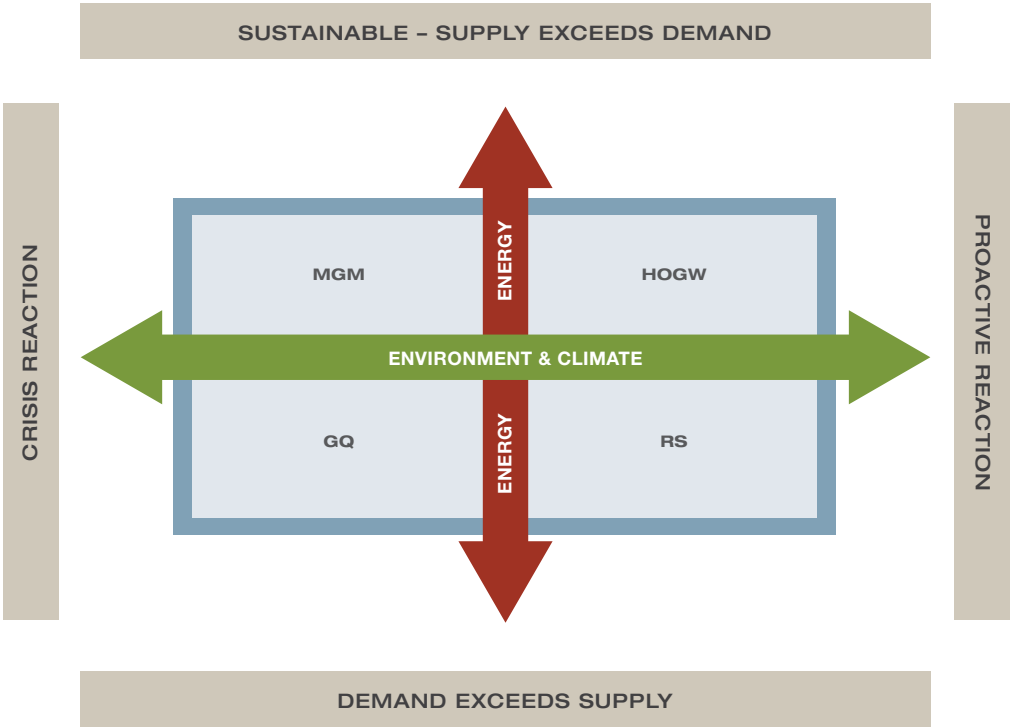 SUSTAINABLE – SUPPLY EXCEEDS DEMAND
CRISIS REACTION
PROACTIVE REACTION
ENERGY
MGM
HOGW
ENVIRONMENT & CLIMATE
GQ
RS
ENERGY
DEMAND EXCEEDS SUPPLY